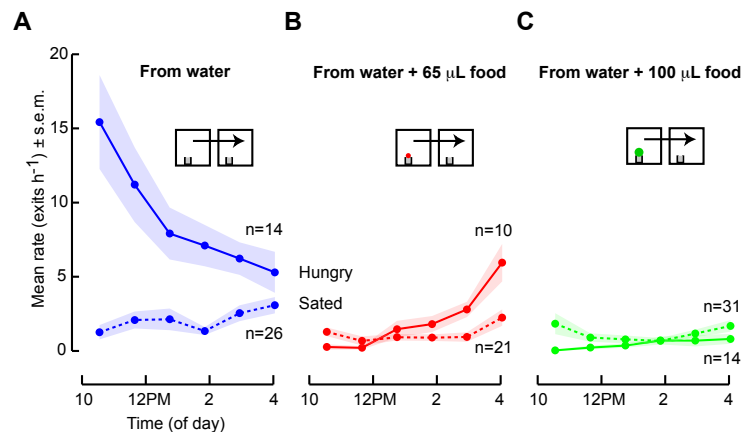 A
B
C
From water
From water + 65 μL food
From water + 100 μL food
Mean rate (exits h⁻¹) ± s.e.m.
20
15
10
5
0
n=14
n=26
Hungry
Sated
n=10
n=21
n=31
n=14
10 12PM 2 4
12PM 2 4
10 12PM 2 4
Time (of day)